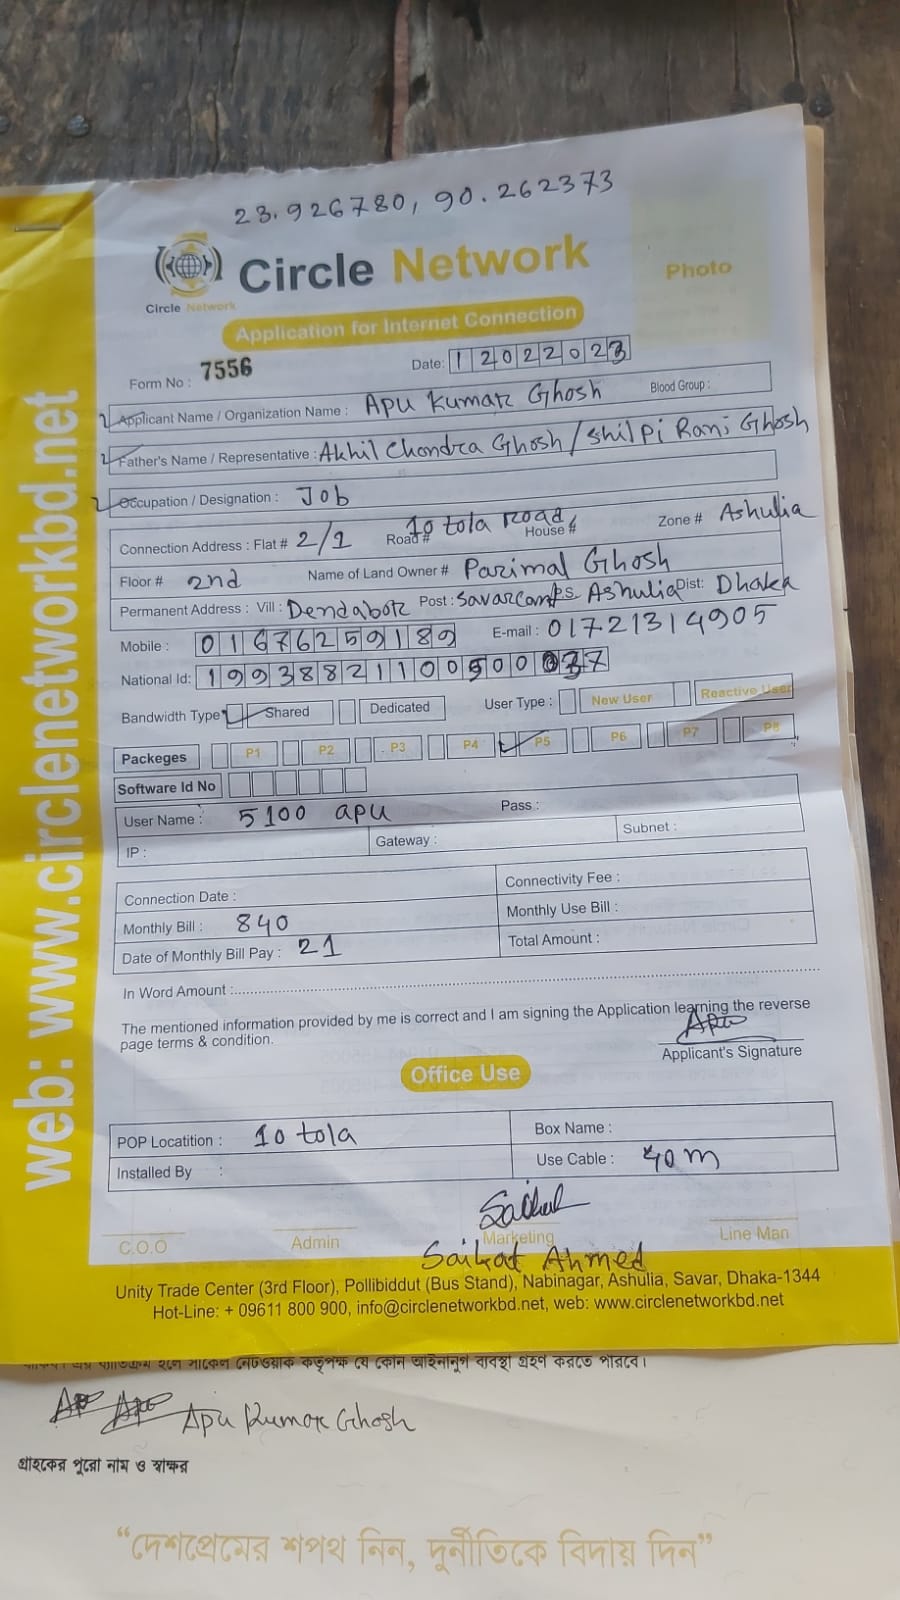 23.926780, 90.262373
Circle Network
Circle Network
Photo
Application for Internet Connection
Form No : 7556
Date: 12022023
Applicant Name / Organization Name : Apu Kumar Ghosh Blood Group :
Father's Name / Representative : Akhil Chandra Ghosh / Shilpi Rani Ghosh
Occupation / Designation : Job
Connection Address : Flat # 2/1 Road # 10 tola Road House # Zone # Ashulia
Floor # 2nd Name of Land Owner # Parimal Ghosh
Permanent Address : Vill : Dendabor Post : Savarcant P.S. Ashulia Dist: Dhaka
Mobile : 01676259189 E-mail : 01721314905
National Id: 199388211005000
Bandwidth Type Shared Dedicated User Type : New User Reactive User
Packeges P1 P2 P3 P4 P5 P6 P7 P8
Software Id No
User Name : 5100 apu Pass :
IP : Gateway : Subnet :
Connection Date : Connectivity Fee :
Monthly Bill : 840 Monthly Use Bill :
Date of Monthly Bill Pay : 21 Total Amount :
In Word Amount :
The mentioned information provided by me is correct and I am signing the Application learning the reverse
page terms & condition.
Apu
Applicant's Signature
Office Use
POP Locatition : 10 tola Box Name :
Installed By : Use Cable : 40m
C.O.O Admin Marketing Line Man
Saikat Ahmed
Unity Trade Center (3rd Floor), Pollibiddut (Bus Stand), Nabinagar, Ashulia, Savar, Dhaka-1344
Hot-Line: + 09611 800 900, info@circlenetworkbd.net, web: www.circlenetworkbd.net
web: www.circlenetworkbd.net
হলে সার্কেল নেটওয়ার্ক কতৃপক্ষ যে কোন আইনানুগ ব্যবস্থা গ্রহণ করতে পারবে।
Apu Kumar Ghosh
গ্রাহকের পুরো নাম ও স্বাক্ষর
“দেশপ্রেমের শপথ নিন, দুর্নীতিকে বিদায় দিন”